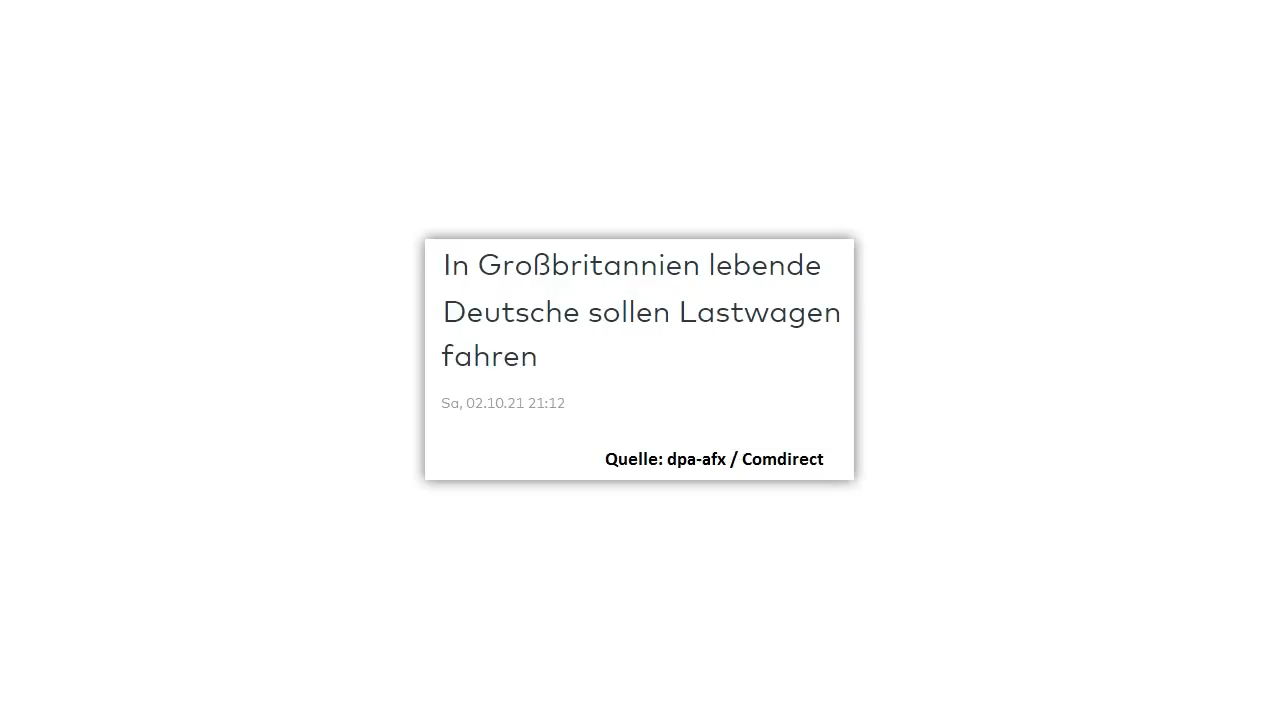 In Großbritannien lebende
Deutsche sollen Lastwagen
fahren
Sa, 02.10.21 21:12
Quelle: dpa-afx / Comdirect